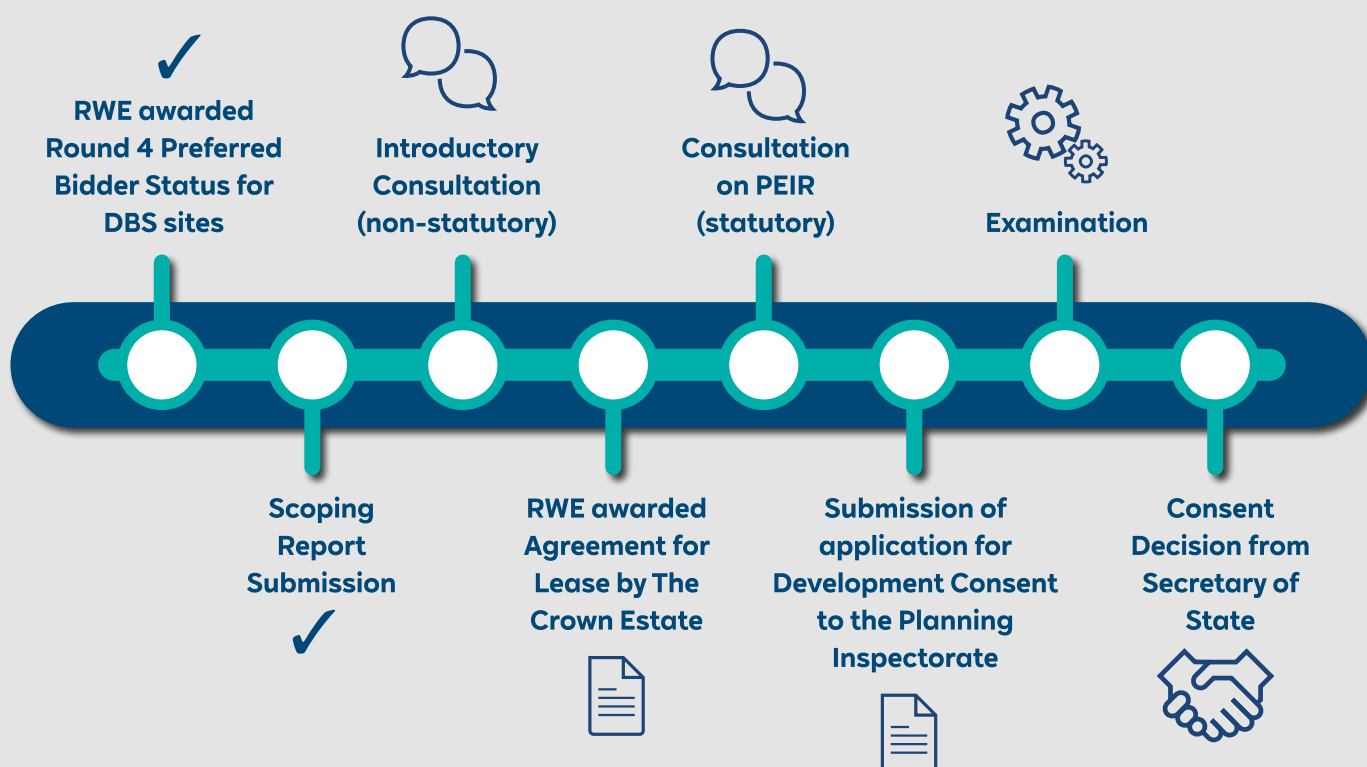 RWE awarded
Round 4 Preferred
Bidder Status for
DBS sites
Introductory
Consultation
(non-statutory)
Consultation
on PEIR
(statutory)
Examination
Scoping
Report
Submission
RWE awarded
Agreement for
Lease by The
Crown Estate
Submission of
application for
Development Consent
to the Planning
Inspectorate
Consent
Decision from
Secretary of
State